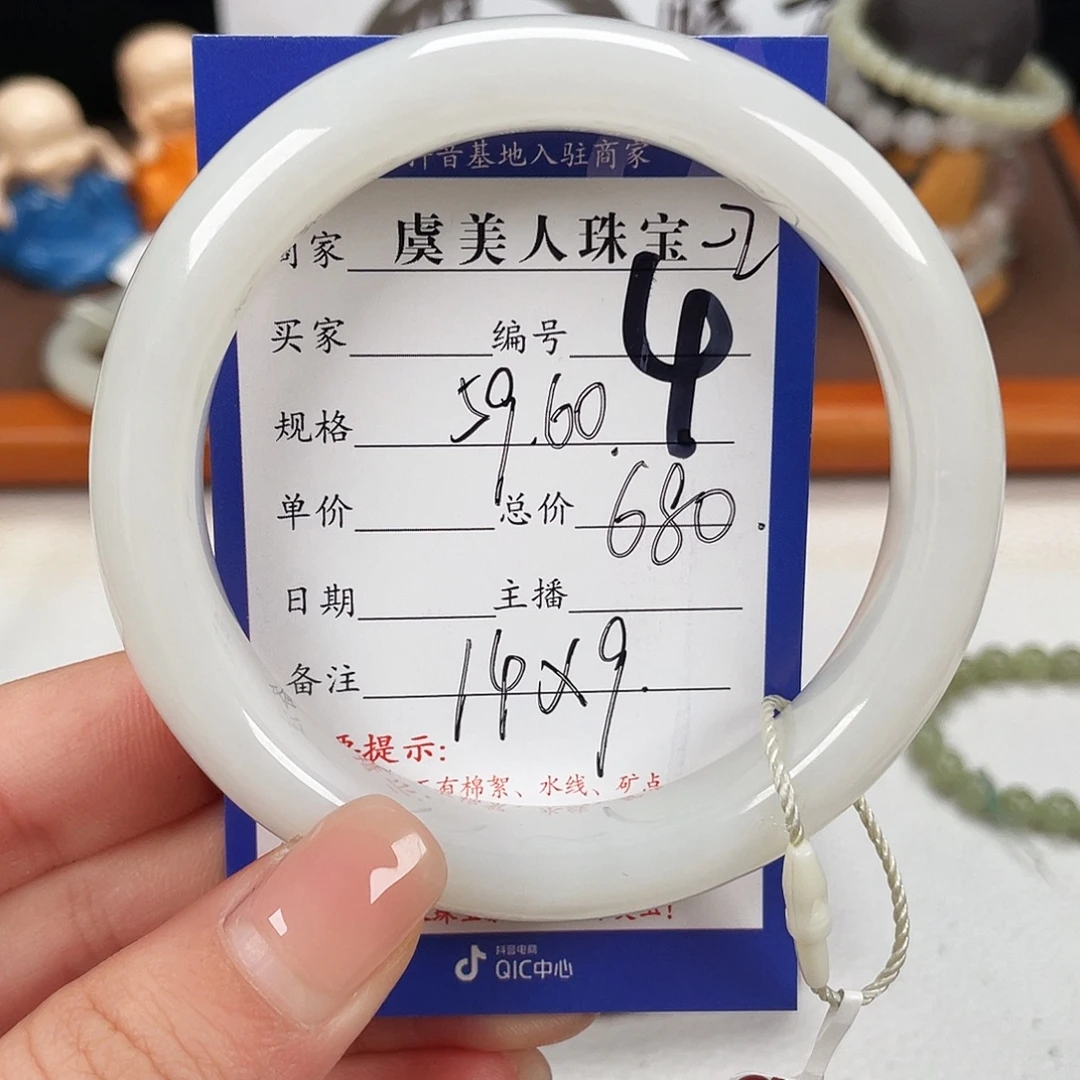 抖音基地入驻商家
商家 虞美人珠宝
买家 编号 4
规格 59.60.
单价 总价 680.
日期 主播
备注 14x9.
提示:
有棉絮、水线、矿点
抖音电商
QIC中心